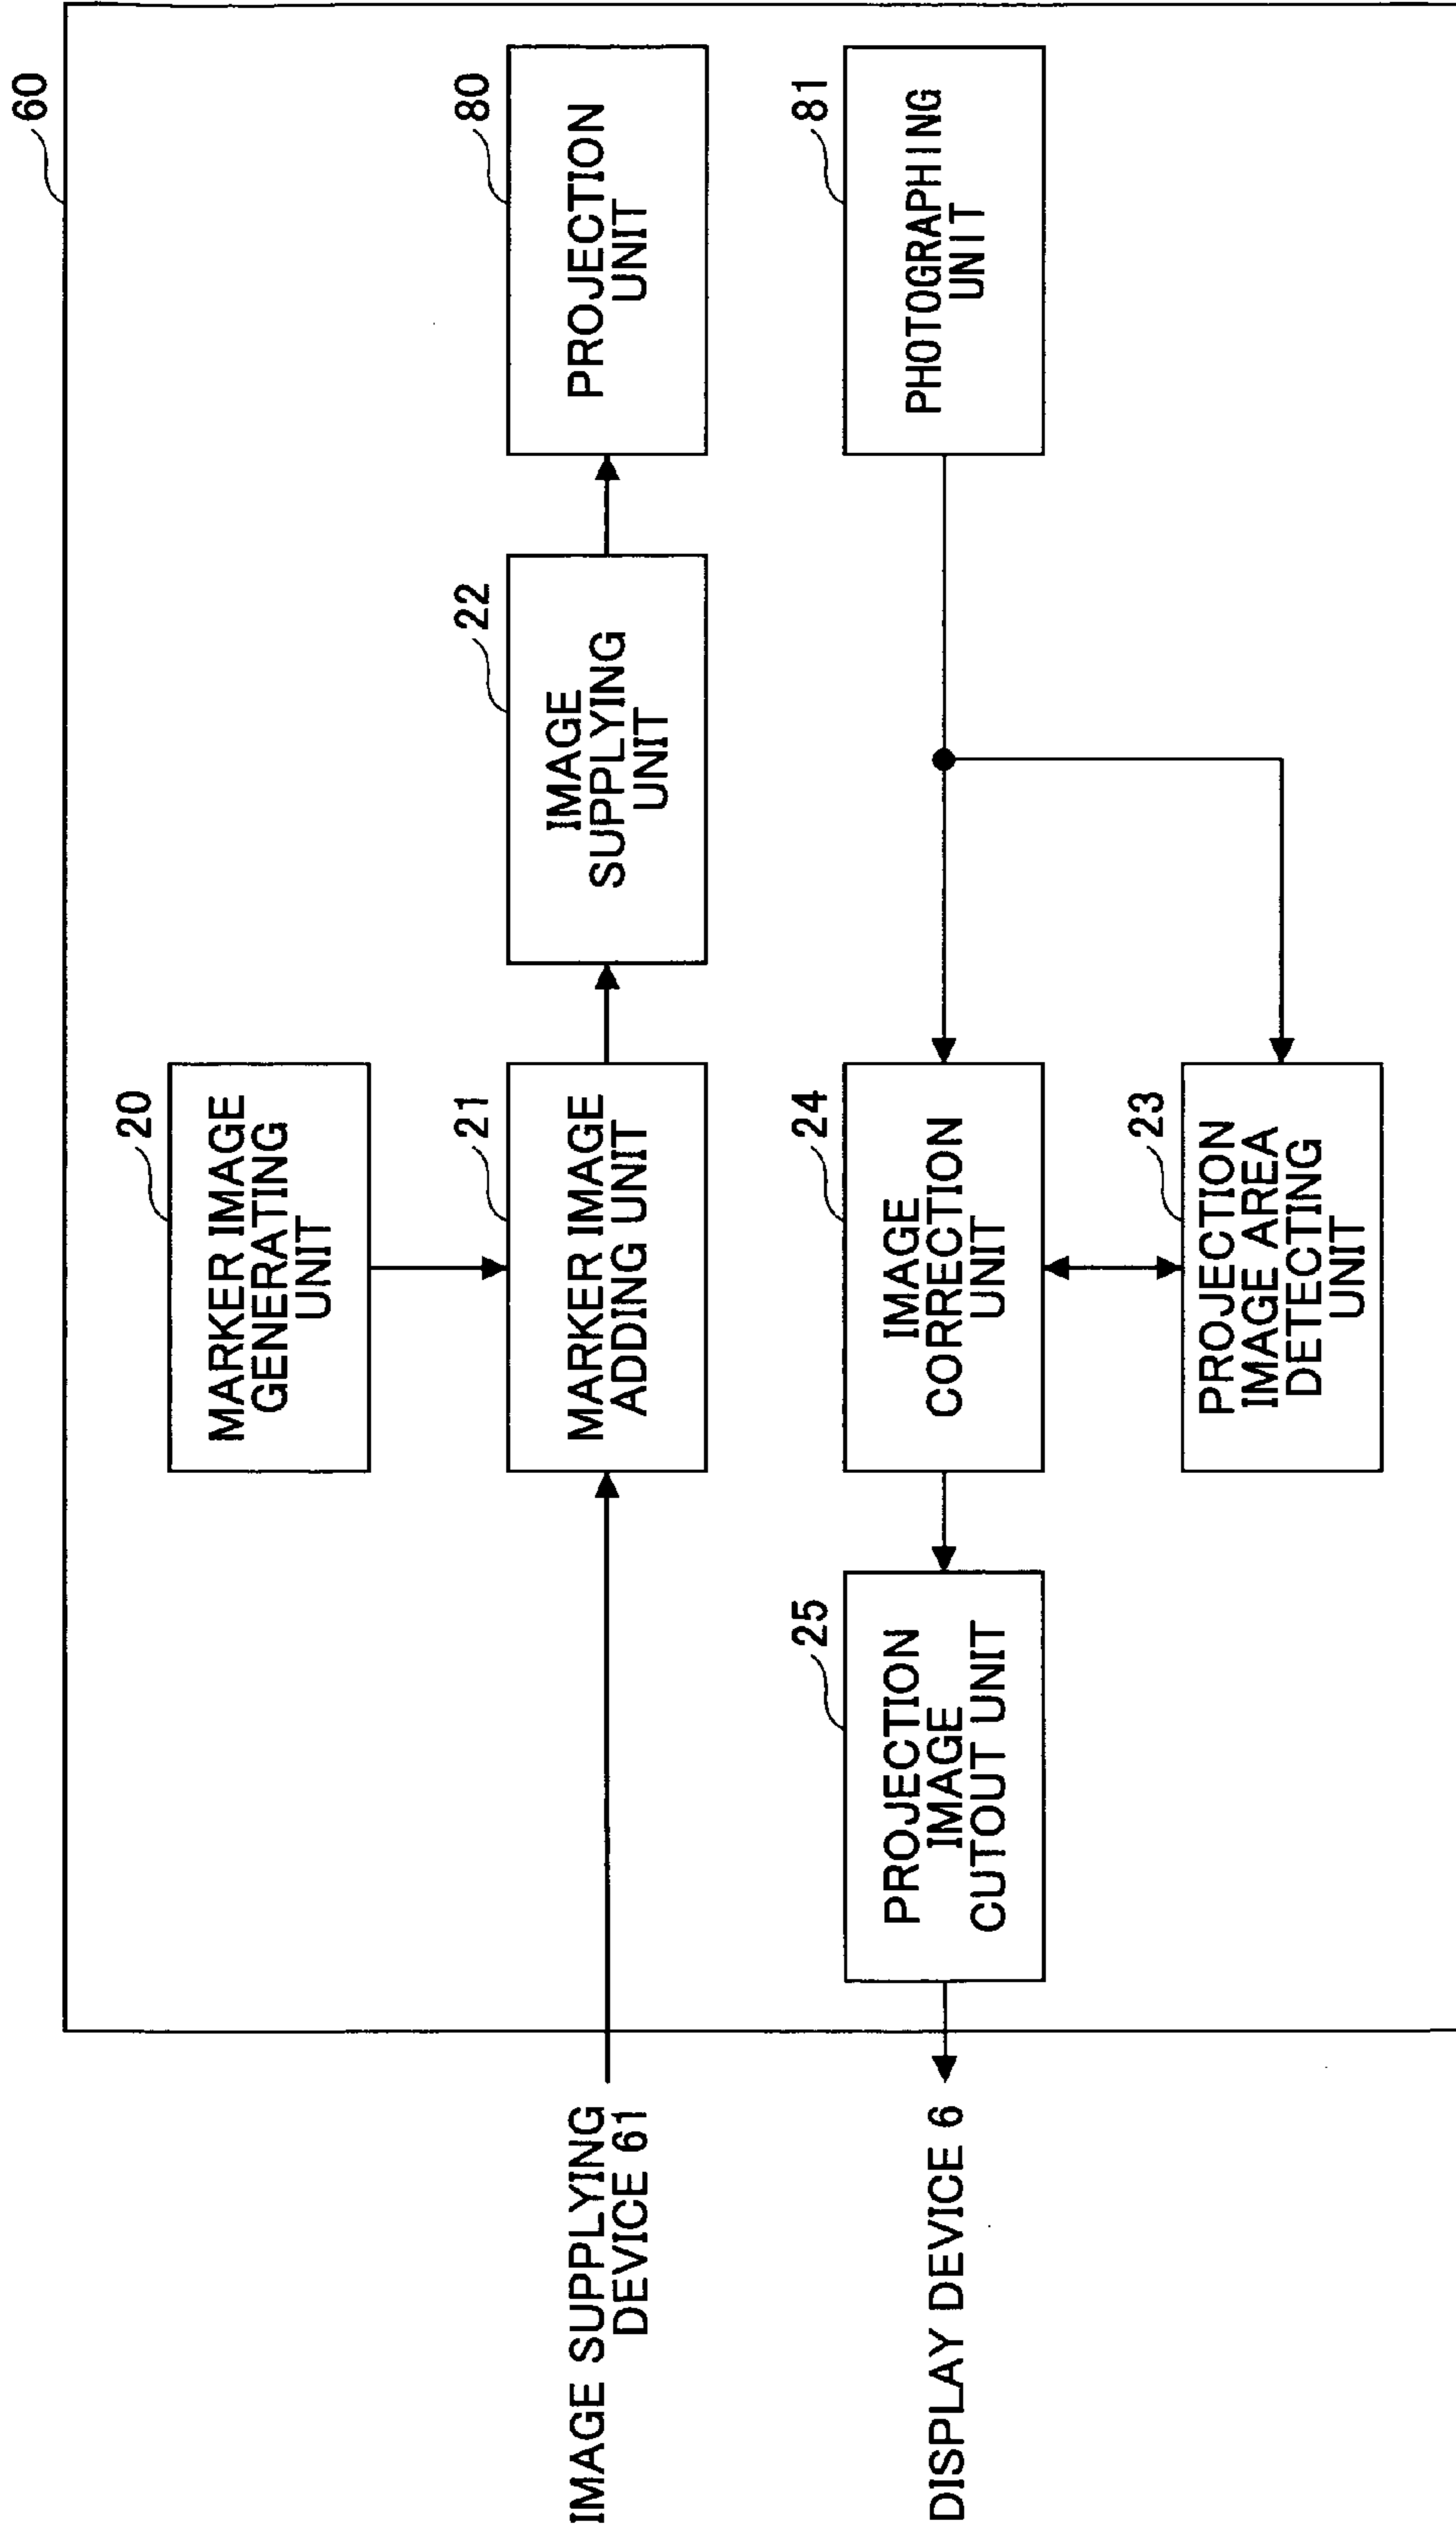 60
20
MARKER IMAGE
GENERATING
UNIT
21
MARKER IMAGE
ADDING UNIT
22
IMAGE
SUPPLYING
UNIT
80
PROJECTION
UNIT
IMAGE SUPPLYING
DEVICE 61
25
PROJECTION
IMAGE
CUTOUT UNIT
24
IMAGE
CORRECTION
UNIT
81
PHOTOGRAPHING
UNIT
DISPLAY DEVICE 6
23
PROJECTION
IMAGE AREA
DETECTING
UNIT